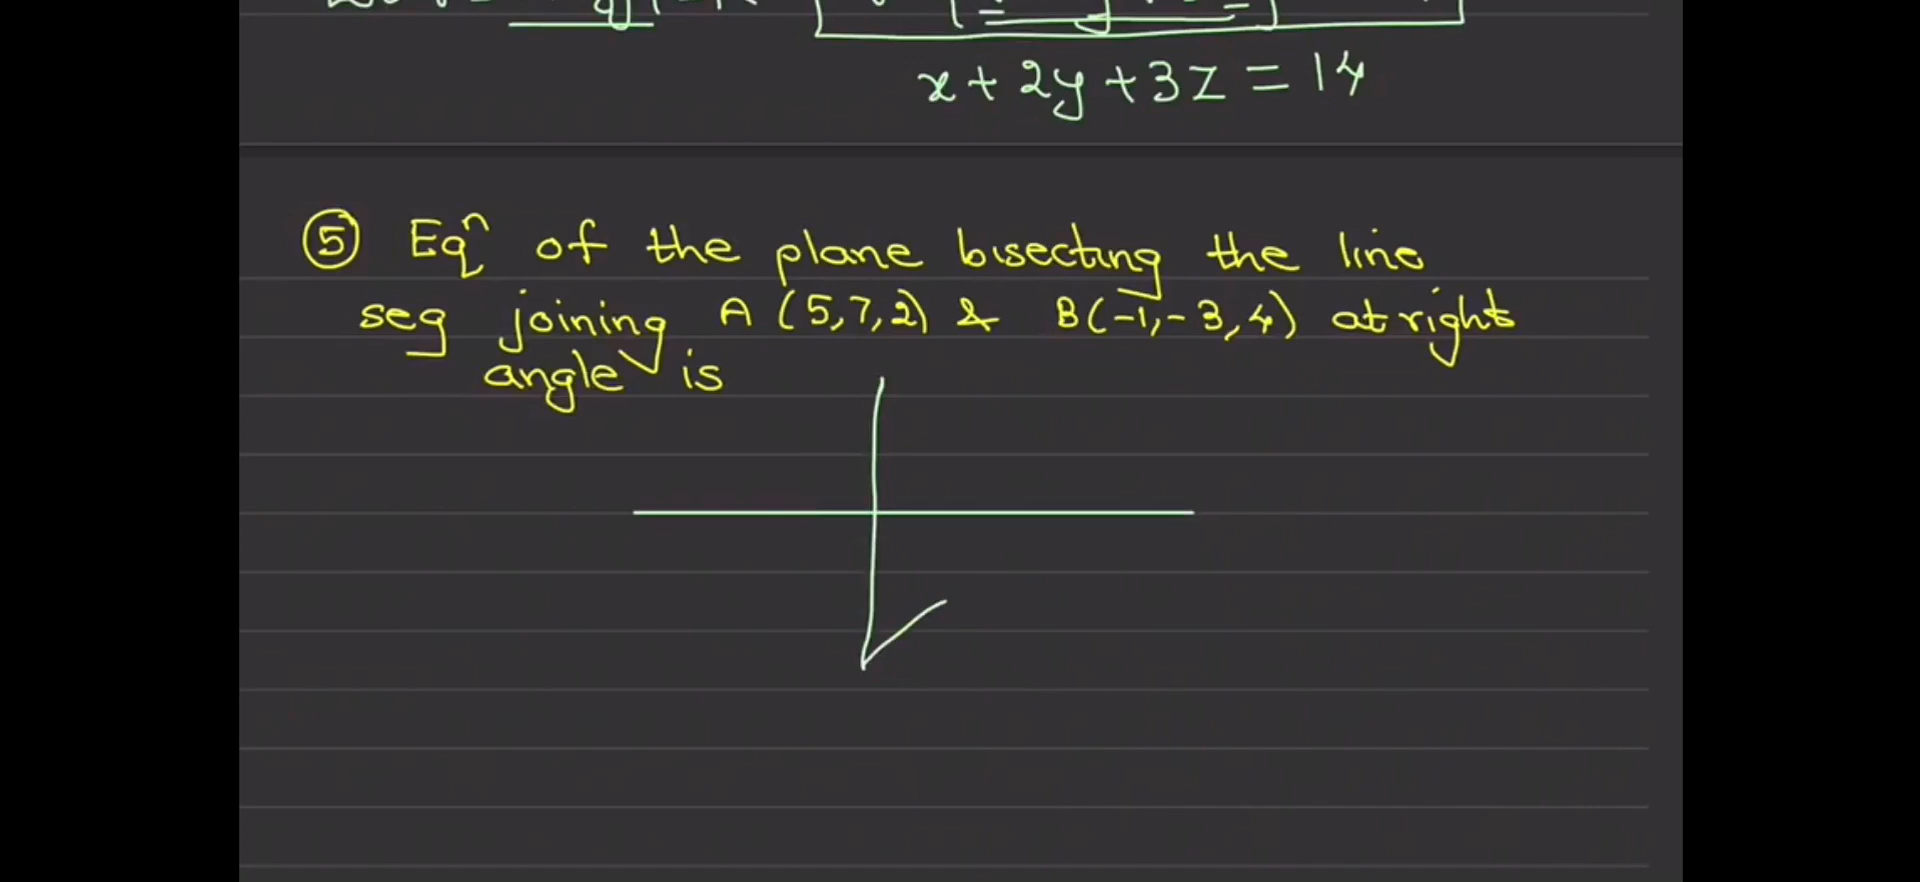 x + 2y + 3z = 14
⑤ Eqⁿ of the plane bisecting the line
seg joining A (5,7,2) & B(-1,-3,4) at right
angle is